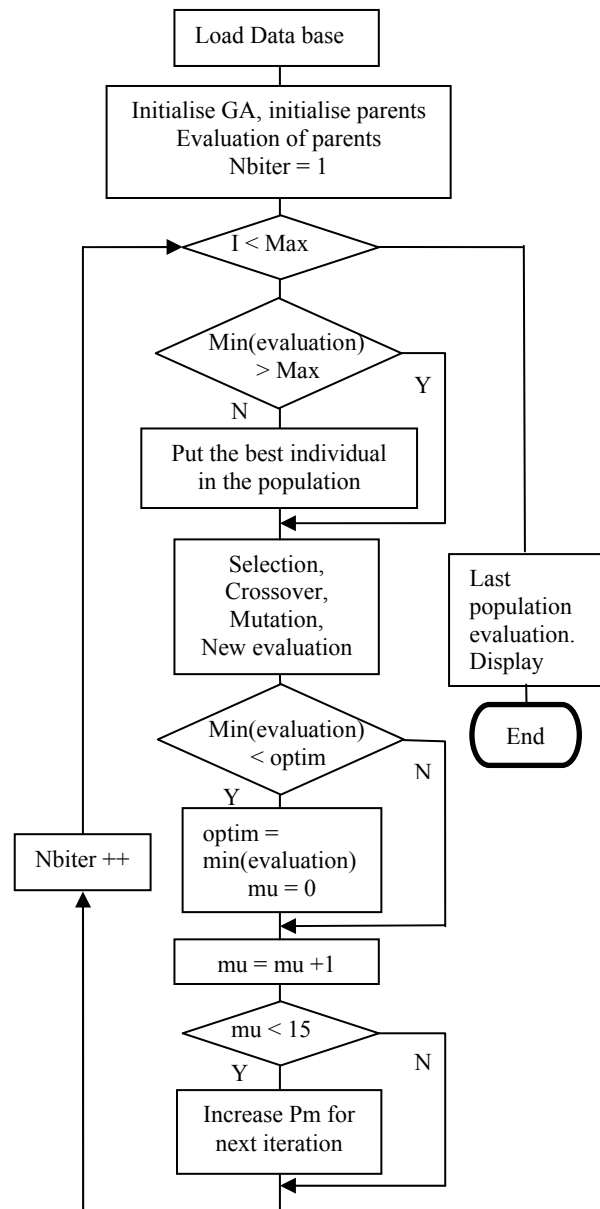 Load Data base
Initialise GA, initialise parents
Evaluation of parents
Nbiter = 1
I < Max
Min(evaluation)
> Max
Y
N
Put the best individual
in the population
Selection,
Crossover,
Mutation,
New evaluation
Last
population
evaluation.
Display
End
Min(evaluation)
< optim
N
Y
optim =
min(evaluation)
mu = 0
Nbiter ++
mu = mu +1
mu < 15
N
Y
Increase Pm for
next iteration